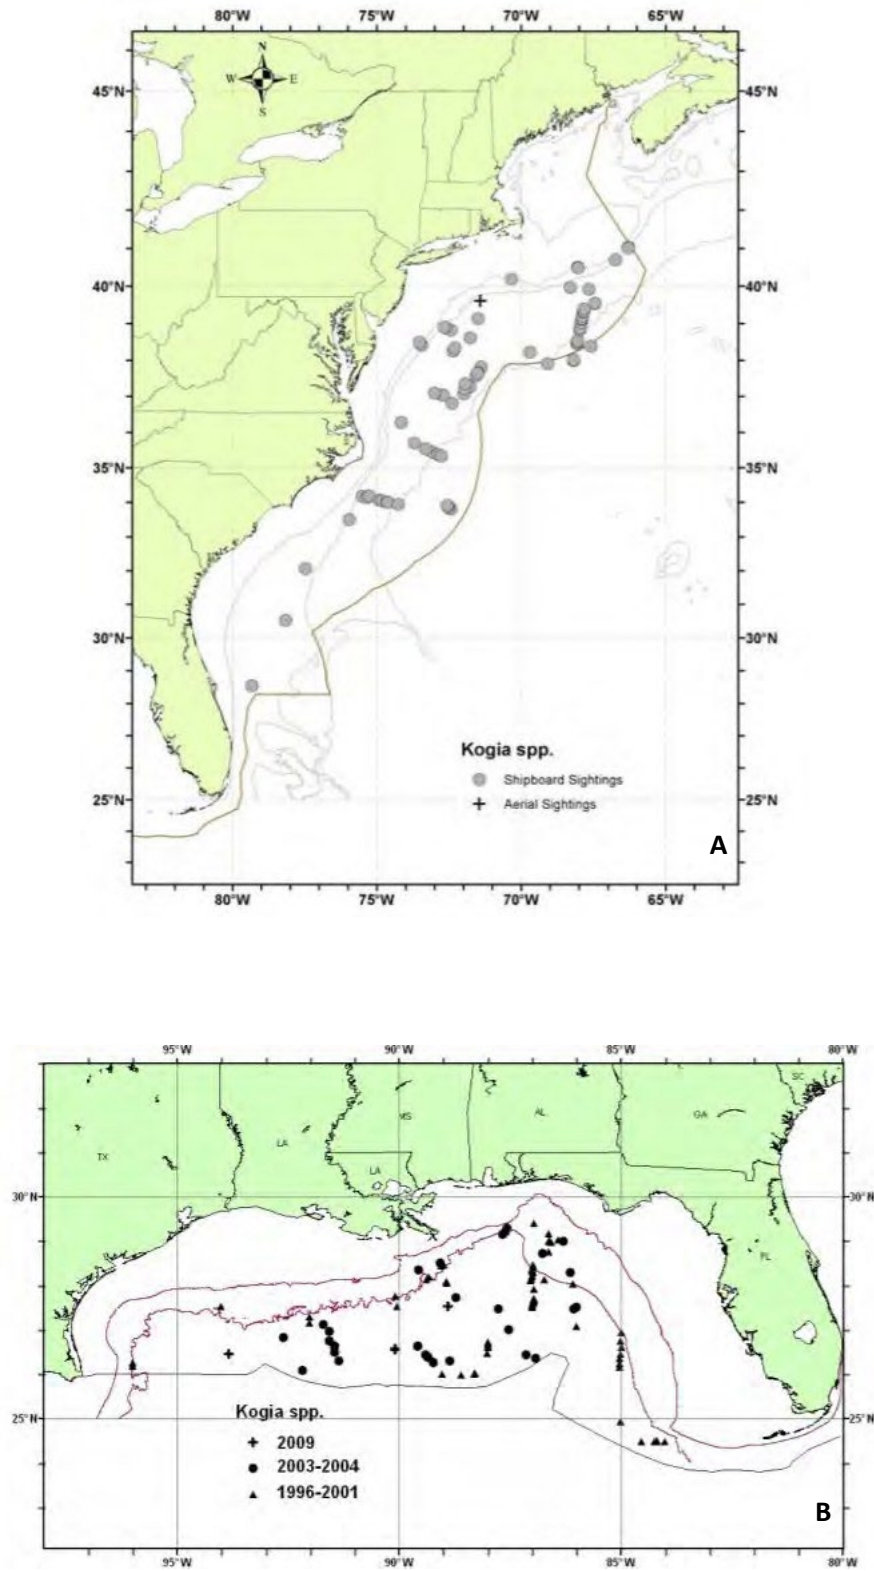 80°W 75°W 70°W 65°W
N
W E
S
45°N 45°N
40°N 40°N
35°N 35°N
30°N 30°N
Kogia spp.
Shipboard Sightings
25°N 25°N
Aerial Sightings
A
80°W 75°W 70°W 65°W
95°W 90°W 85°W 80°W
SC
MS AL GA
LA
TX
LA
30°N 30°N
FL
Kogia spp.
25°N 25°N
2009
2003-2004
1996-2001
B
95°W 90°W 85°W 80°W